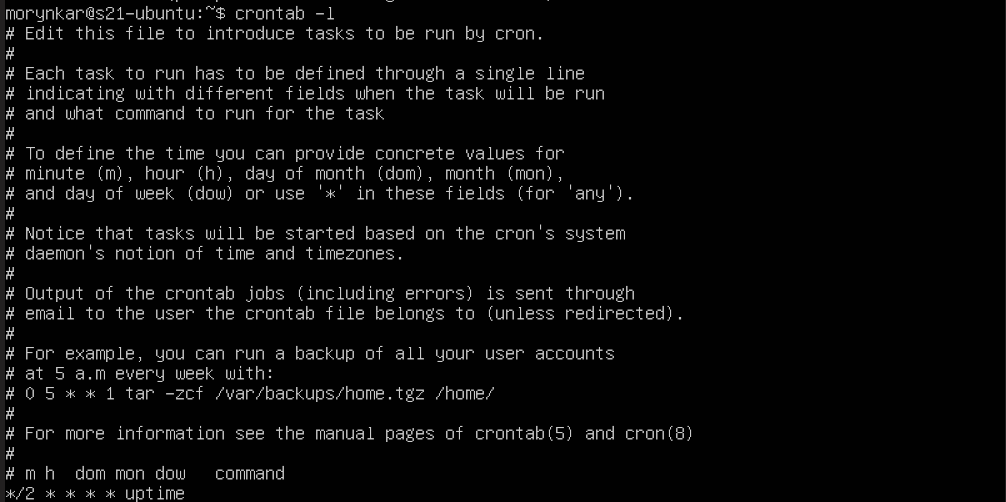 morynkar@s21-ubuntu:~$ crontab -l
# Edit this file to introduce tasks to be run by cron.
#
# Each task to run has to be defined through a single line
# indicating with different fields when the task will be run
# and what command to run for the task
#
# To define the time you can provide concrete values for
# minute (m), hour (h), day of month (dom), month (mon),
# and day of week (dow) or use '*' in these fields (for 'any').
#
# Notice that tasks will be started based on the cron's system
# daemon's notion of time and timezones.
#
# Output of the crontab jobs (including errors) is sent through
# email to the user the crontab file belongs to (unless redirected).
#
# For example, you can run a backup of all your user accounts
# at 5 a.m every week with:
# 0 5 * * 1 tar -zcf /var/backups/home.tgz /home/
#
# For more information see the manual pages of crontab(5) and cron(8)
#
# m h  dom mon dow   command
*/2 * * * * uptime